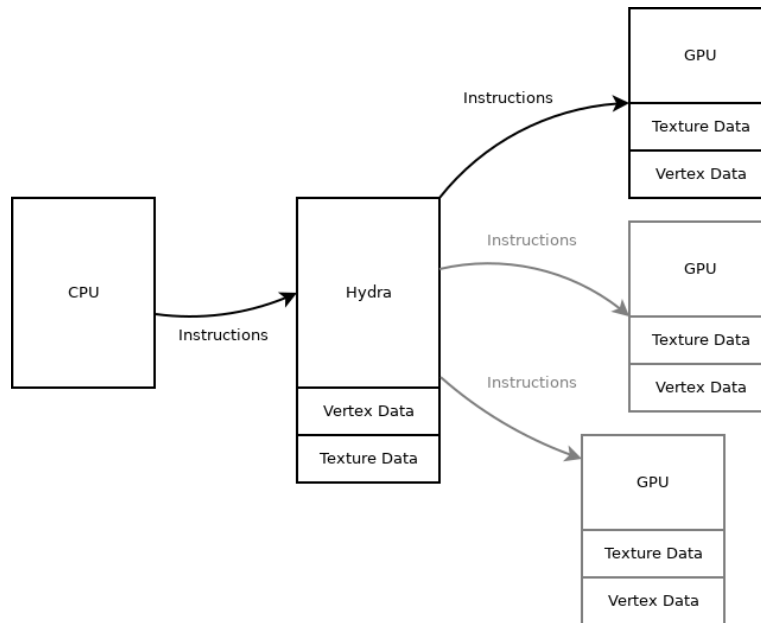 GPU
Instructions
Texture Data
Vertex Data
Instructions
GPU
CPU
Hydra
Instructions
Texture Data
Instructions
Vertex Data
Vertex Data
Texture Data
GPU
Texture Data
Vertex Data